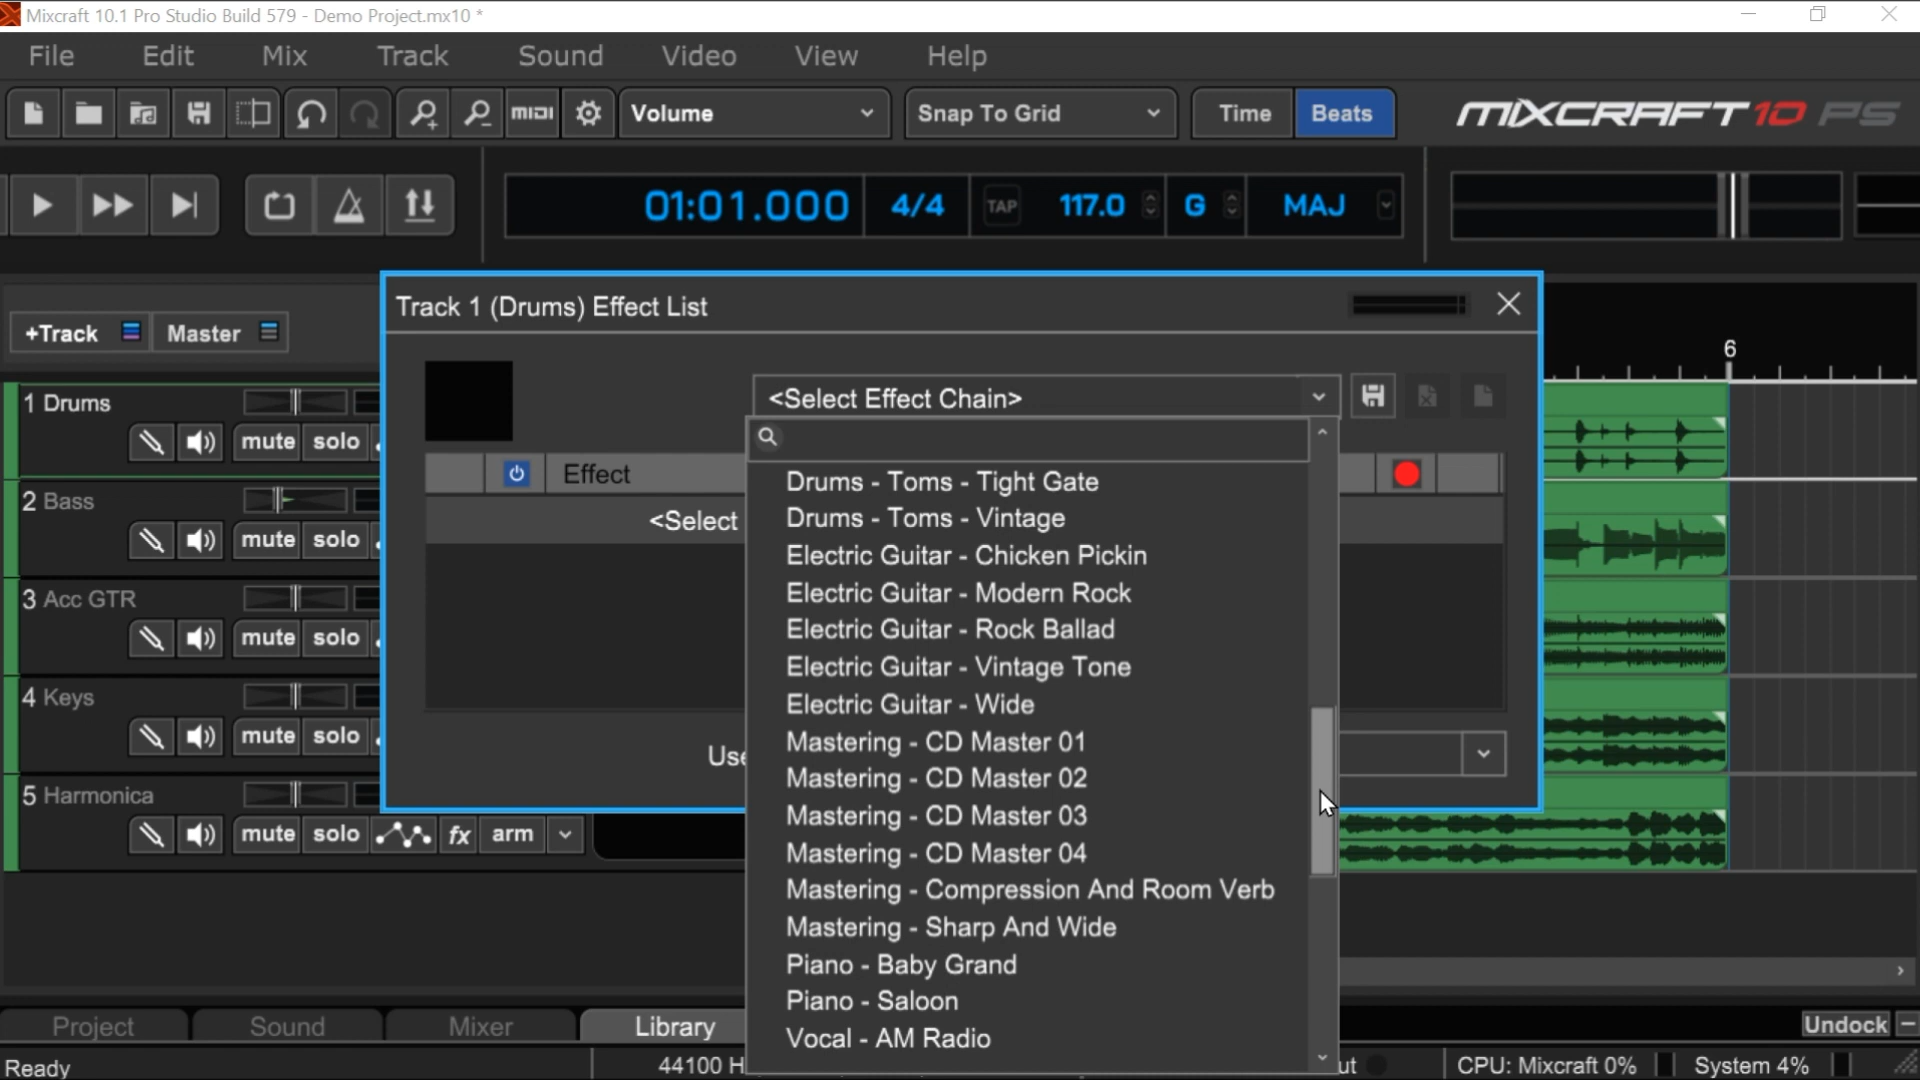 Mixcraft 10.1 Pro Studio Build 579 - Demo Project.mx10 *
File Edit Mix Track Sound Video View Help
MIDI Volume Snap To Grid Time Beats MIXCRAFT 10 PS
01:01.000 4/4 TAP 117.0 G MAJ
Track 1 (Drums) Effect List
+Track Master
6
<Select Effect Chain>
1 Drums
mute solo
Effect
<Select
Drums - Toms - Tight Gate
Drums - Toms - Vintage
Electric Guitar - Chicken Pickin
Electric Guitar - Modern Rock
Electric Guitar - Rock Ballad
Electric Guitar - Vintage Tone
Electric Guitar - Wide
Mastering - CD Master 01
Mastering - CD Master 02
Mastering - CD Master 03
Mastering - CD Master 04
Mastering - Compression And Room Verb
Mastering - Sharp And Wide
Piano - Baby Grand
Piano - Saloon
Vocal - AM Radio
2 Bass
mute solo
3 Acc GTR
mute solo
4 Keys
mute solo
Use
5 Harmonica
mute solo fx arm
Project Sound Mixer Library Undock
Ready 44100 H ut CPU: Mixcraft 0% System 4%